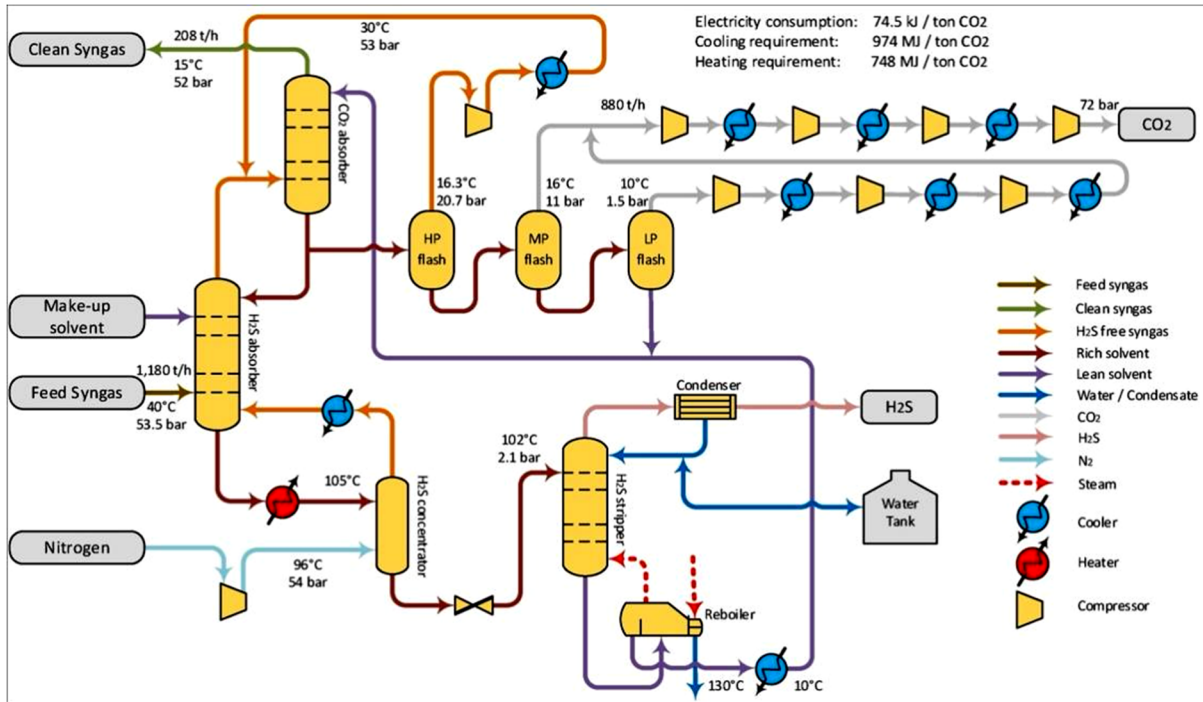 Electricity consumption: 74.5 kJ / ton CO2
Cooling requirement: 974 MJ / ton CO2
Heating requirement: 748 MJ / ton CO2
Clean Syngas
208 t/h
15°C
52 bar
30°C
53 bar
CO2 absorber
880 t/h
72 bar
CO2
16.3°C
20.7 bar
16°C
11 bar
10°C
1.5 bar
HP
flash
MP
flash
LP
flash
Make-up
solvent
H2S absorber
1,180 t/h
Feed Syngas
40°C
53.5 bar
105°C
H2S concentrator
Nitrogen
96°C
54 bar
102°C
2.1 bar
H2S stripper
Condenser
H2S
Water
Tank
Reboiler
130°C
10°C
Feed syngas
Clean syngas
H2S free syngas
Rich solvent
Lean solvent
Water / Condensate
CO2
H2S
N2
Steam
Cooler
Heater
Compressor